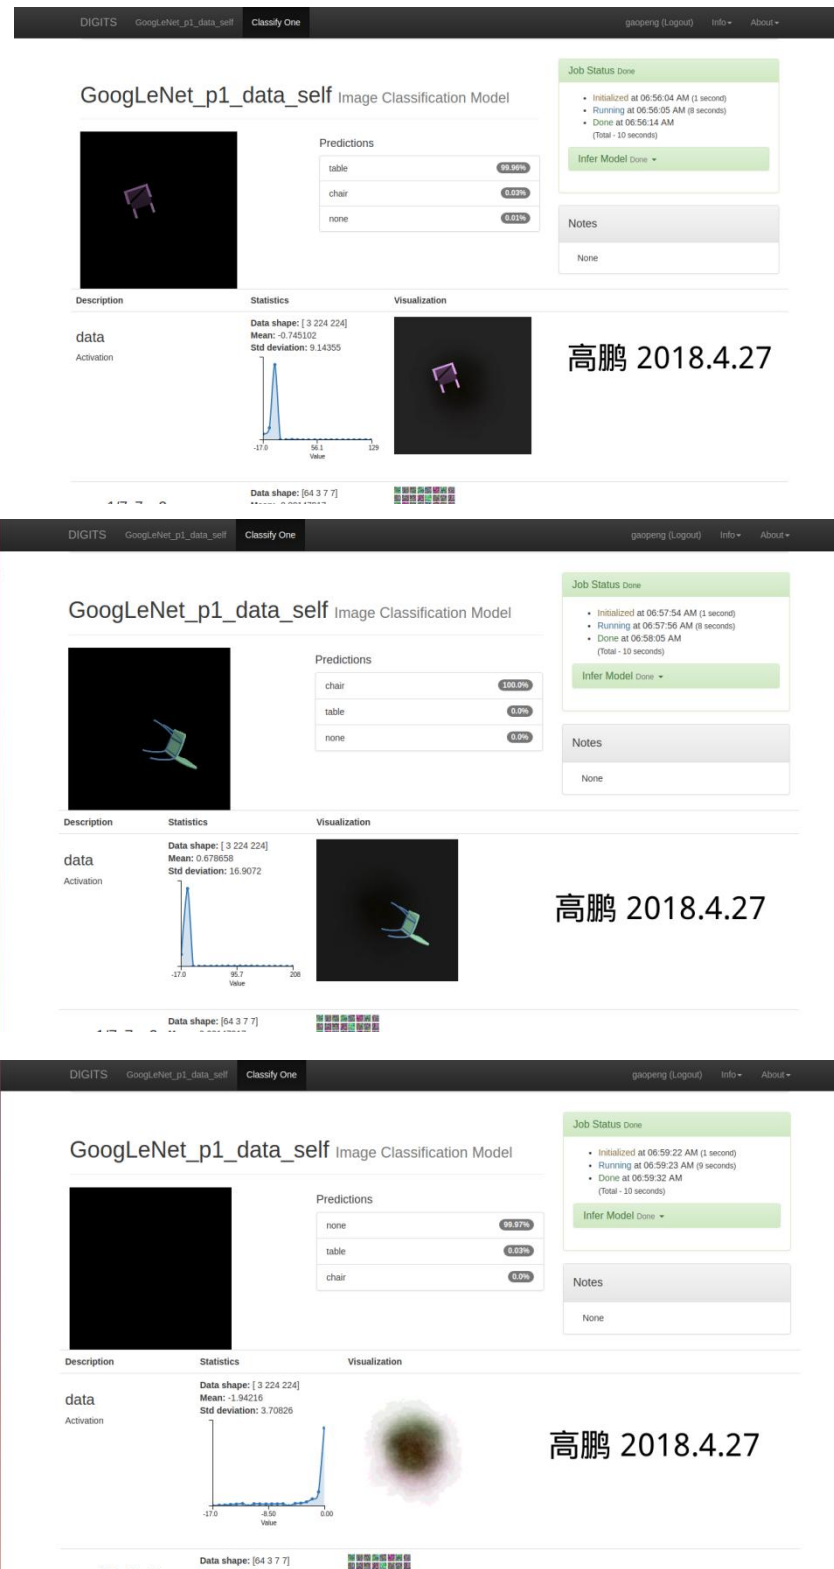 DIGITS GoogLeNet_p1_data_self Classify One gaopeng (Logout) Info About
GoogLeNet_p1_data_self Image Classification Model
Job Status Done
Initialized at 06:56:04 AM (1 second)
Running at 06:56:05 AM (8 seconds)
Done at 06:56:14 AM
(Total - 10 seconds)
Infer Model Done
Predictions
table 99.96%
chair 0.03%
none 0.01%
Notes
None
Description Statistics Visualization
data
Activation
Data shape: [ 3 224 224]
Mean: -0.745102
Std deviation: 9.14355
-17.0 56.1 129
Value
高鹏 2018.4.27
Data shape: [64 3 7 7]
DIGITS GoogLeNet_p1_data_self Classify One gaopeng (Logout) Info About
GoogLeNet_p1_data_self Image Classification Model
Job Status Done
Initialized at 06:57:54 AM (1 second)
Running at 06:57:56 AM (8 seconds)
Done at 06:58:05 AM
(Total - 10 seconds)
Infer Model Done
Predictions
chair 100.0%
table 0.0%
none 0.0%
Notes
None
Description Statistics Visualization
data
Activation
Data shape: [ 3 224 224]
Mean: 0.678658
Std deviation: 16.9072
-17.0 95.7 208
Value
高鹏 2018.4.27
Data shape: [64 3 7 7]
DIGITS GoogLeNet_p1_data_self Classify One gaopeng (Logout) Info About
GoogLeNet_p1_data_self Image Classification Model
Job Status Done
Initialized at 06:59:22 AM (1 second)
Running at 06:59:23 AM (9 seconds)
Done at 06:59:32 AM
(Total - 10 seconds)
Infer Model Done
Predictions
none 99.97%
table 0.03%
chair 0.0%
Notes
None
Description Statistics Visualization
data
Activation
Data shape: [ 3 224 224]
Mean: -1.94216
Std deviation: 3.70826
-17.0 -8.50 0.00
Value
高鹏 2018.4.27
Data shape: [64 3 7 7]